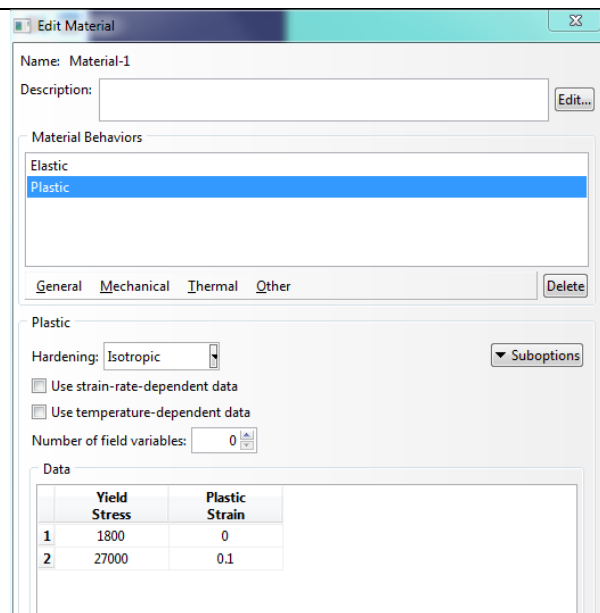 Edit Material
Name: Material-1
Description:
Edit...
Material Behaviors
Elastic
Plastic
General Mechanical Thermal Other Delete
Plastic
Hardening: Isotropic Suboptions
Use strain-rate-dependent data
Use temperature-dependent data
Number of field variables: 0
Data
Yield Plastic
Stress Strain
1 1800 0
2 27000 0.1